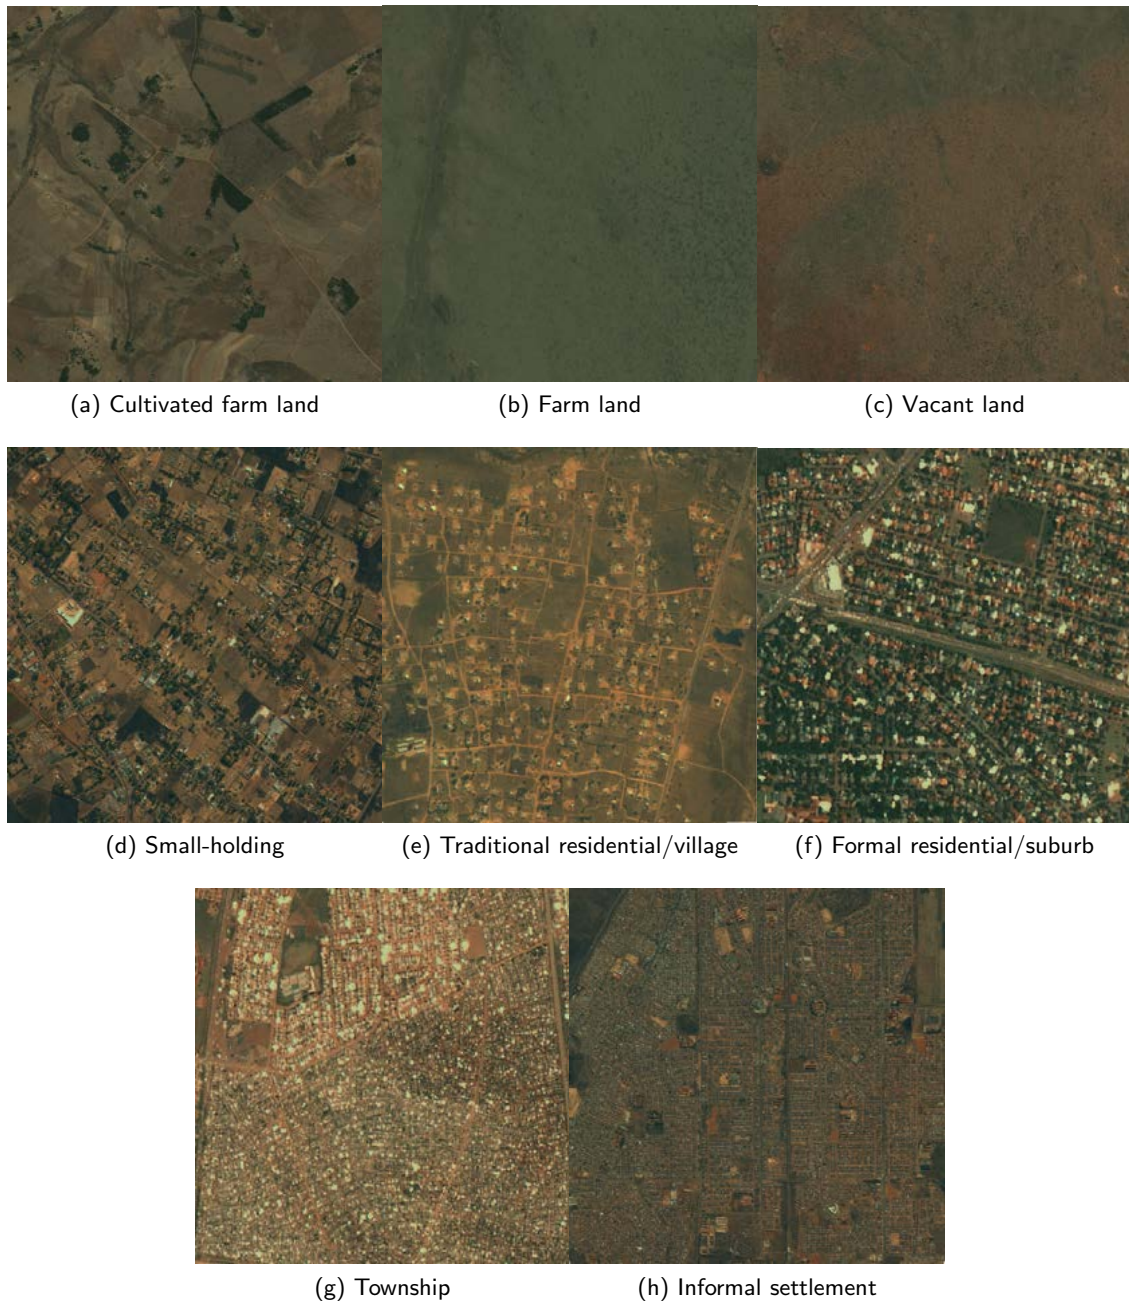 (a) Cultivated farm land
(b) Farm land
(c) Vacant land
(d) Small-holding
(e) Traditional residential/village
(f) Formal residential/suburb
(g) Township
(h) Informal settlement